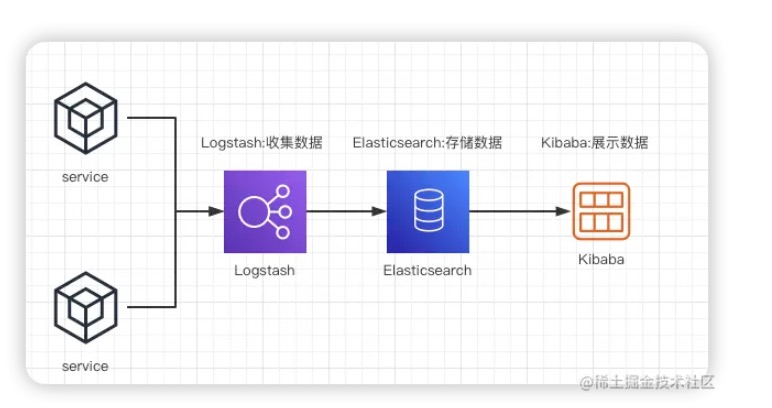 service
Logstash:收集数据
Elasticsearch:存储数据
Kibaba:展示数据
Logstash
Elasticsearch
Kibaba
service
@稀土掘金技术社区